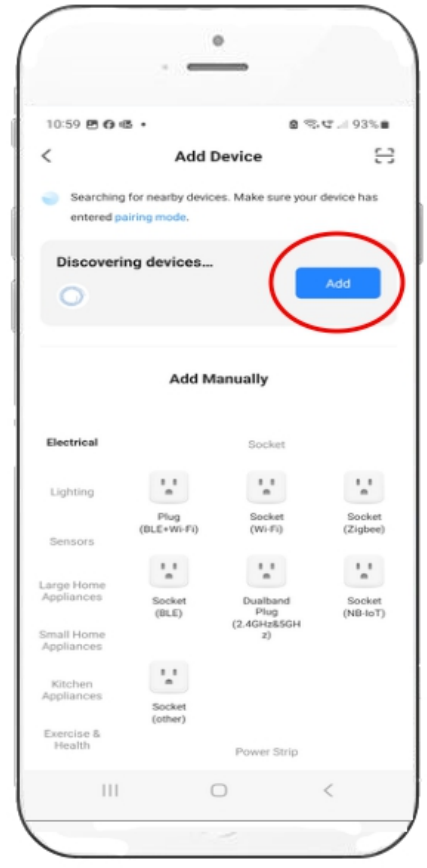 10:59
93%
Add Device
Searching for nearby devices. Make sure your device has
entered pairing mode.
Discovering devices...
Add
Add Manually
Electrical
Socket
Lighting
Plug
(BLE+Wi-Fi)
Socket
(Wi-Fi)
Socket
(Zigbee)
Sensors
Large Home
Appliances
Socket
(BLE)
Dualband
Plug
(2.4GHz&5GH
z)
Socket
(NB-IoT)
Small Home
Appliances
Kitchen
Appliances
Socket
(other)
Exercise &
Health
Power Strip